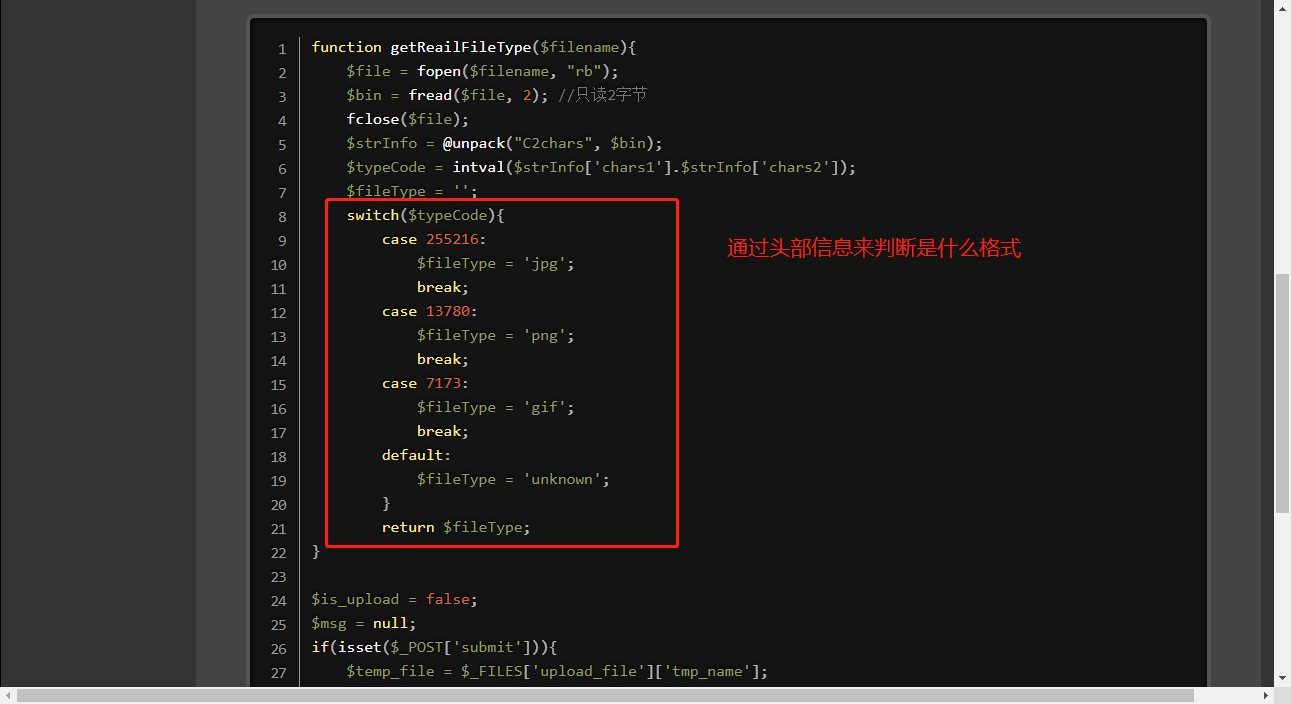 1 function getReailFileType($filename){
2 $file = fopen($filename, "rb");
3 $bin = fread($file, 2); //只读2字节
4 fclose($file);
5 $strInfo = @unpack("C2chars", $bin);
6 $typeCode = intval($strInfo['chars1'].$strInfo['chars2']);
7 $fileType = '';
8 switch($typeCode){
9 case 255216:
通过头部信息来判断是什么格式
10 $fileType = 'jpg';
11 break;
12 case 13780:
13 $fileType = 'png';
14 break;
15 case 7173:
16 $fileType = 'gif';
17 break;
18 default:
19 $fileType = 'unknown';
20 }
21 return $fileType;
22 }
23
24 $is_upload = false;
25 $msg = null;
26 if(isset($_POST['submit'])){
27 $temp_file = $_FILES['upload_file']['tmp_name'];